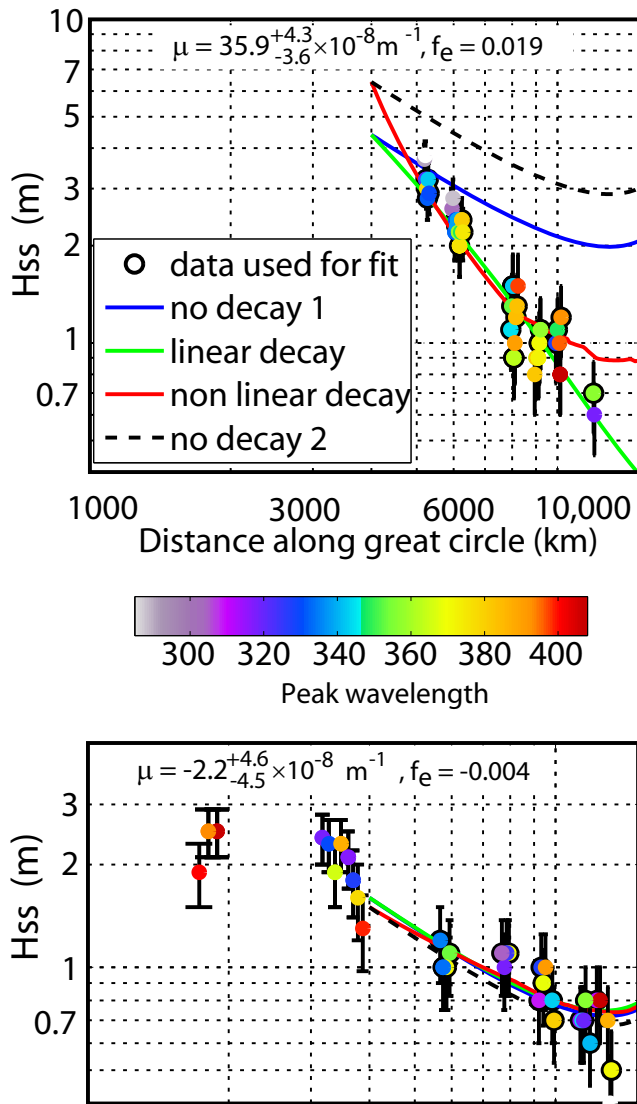 10
μ = 35.9 +4.3 -3.6 ×10-8m -1, fe = 0.019
7
5
3
2
1
0.7
Hss (m)
data used for fit
no decay 1
linear decay
non linear decay
no decay 2
1000 3000 6000 10,000
Distance along great circle (km)
300 320 340 360 380 400
Peak wavelength
μ = -2.2 +4.6 -4.5 ×10-8 m-1 , fe = -0.004
3
2
1
0.7
Hss (m)